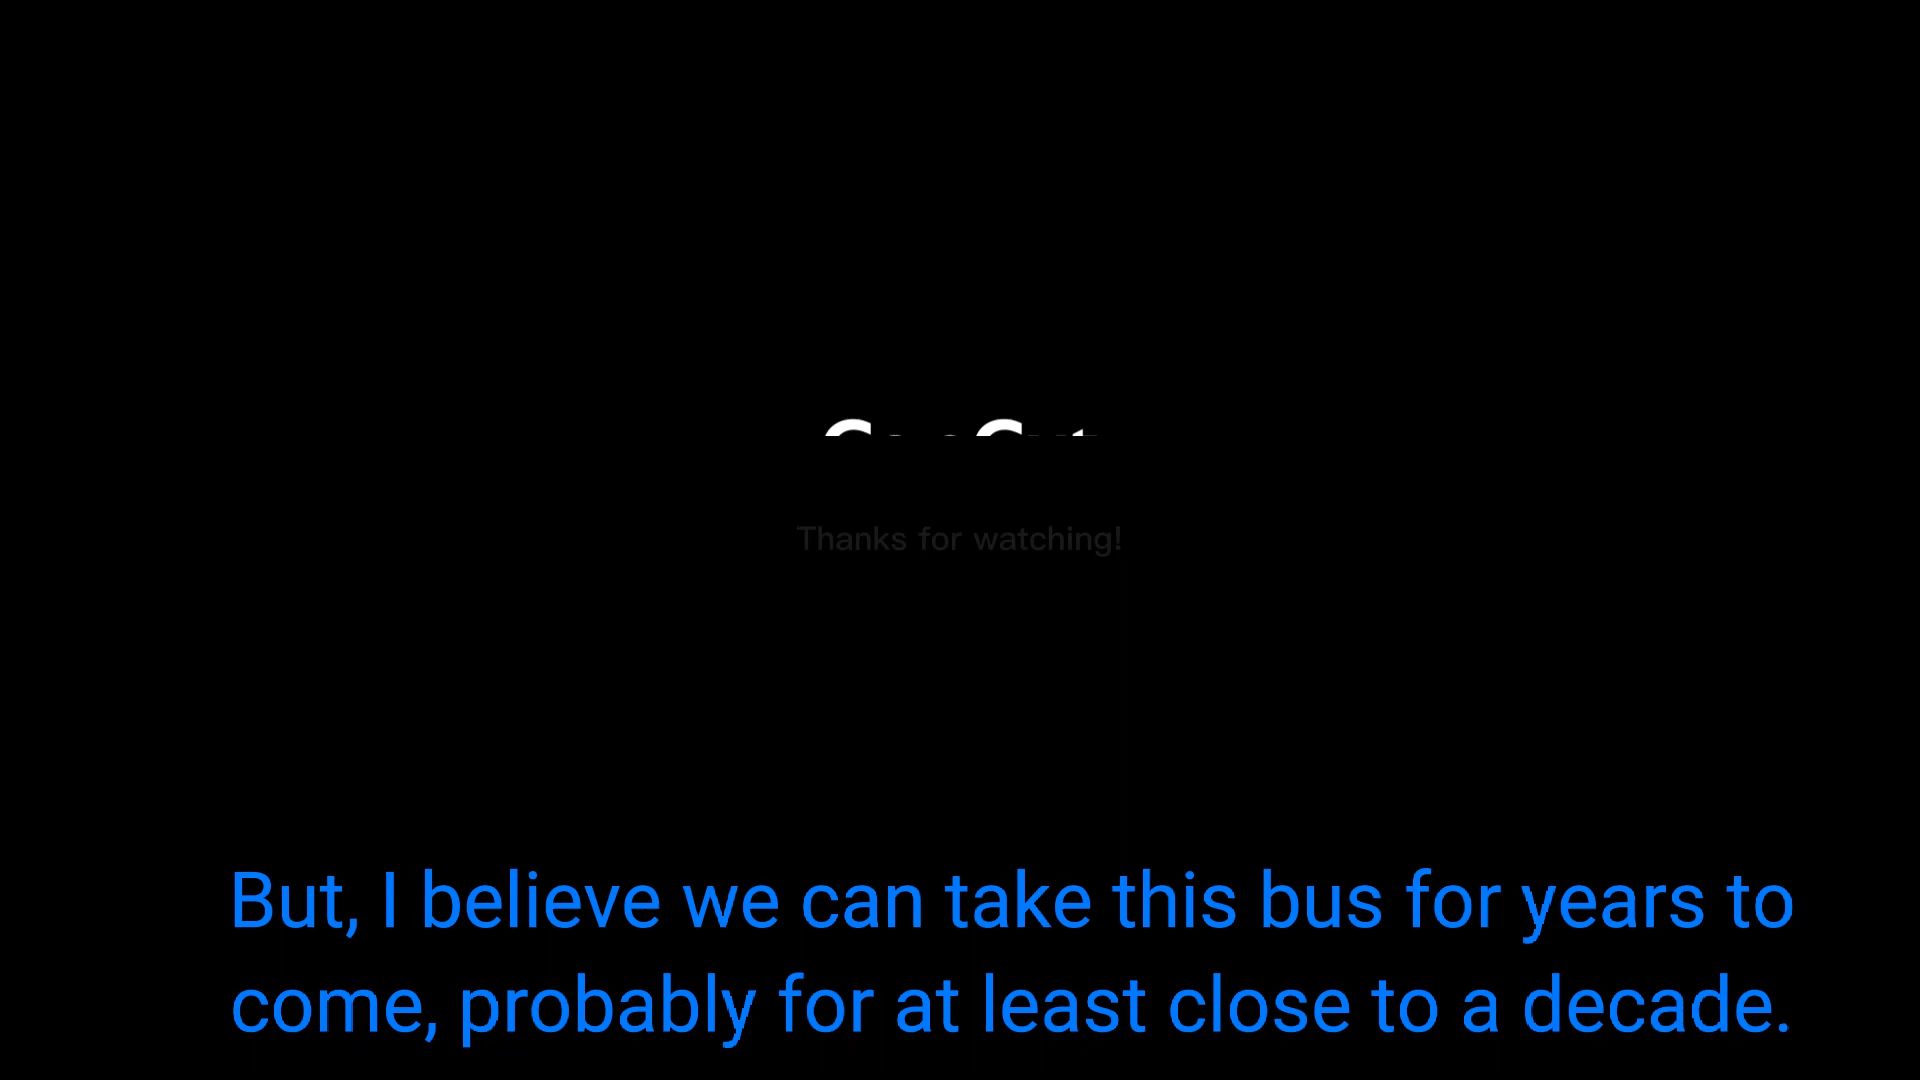 Thanks for watching!
But, I believe we can take this bus for years to
come, probably for at least close to a decade.